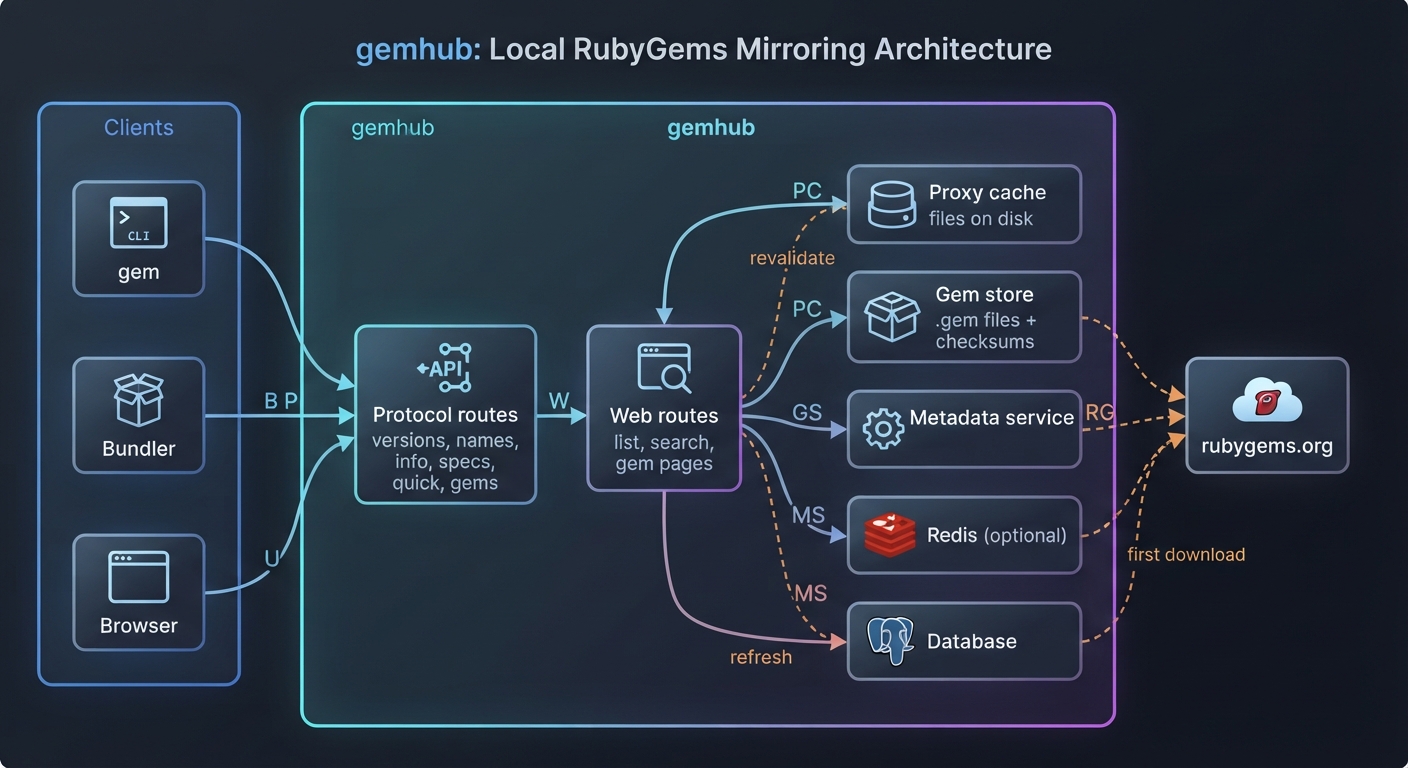 gemhub: Local RubyGems Mirroring Architecture
Clients
gemhub
gemhub
>_ CLI
gem
Bundler
Browser
B P
U
API
Protocol routes
versions, names,
info, specs,
quick, gems
W
Web routes
list, search,
gem pages
PC
revalidate
PC
GS
MS
MS
refresh
Proxy cache
files on disk
Gem store
.gem files +
checksums
Metadata service
Redis (optional)
Database
RG
first download
rubygems.org